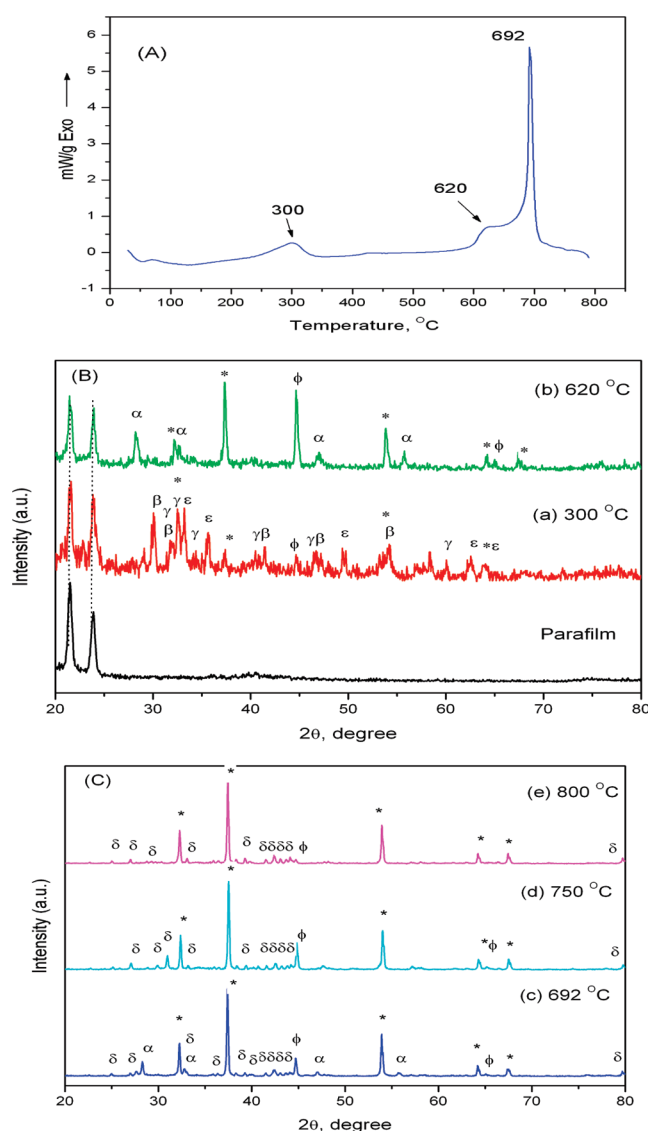 (A)
692
620
300
mW/g Exo
6
5
4
3
2
1
0
-1
0 100 200 300 400 500 600 700 800
Temperature, °C
(B)
(b) 620 °C
α * α * ϕ α * α * ϕ *
(a) 300 °C
β γ β * γ ε γ ε * γβ ϕ γβ ε * β γ ε *ε
Parafilm
Intensity (a.u.)
20 30 40 50 60 70 80
2θ, degree
(C)
(e) 800 °C
δ δ δ * δ * δ δδδδ ϕ * * * δ
(d) 750 °C
δ δ δ * δ * δ δδδδ ϕ * *ϕ * δ
(c) 692 °C
δ δ α * δ α δ * δ δ δδδδ ϕ α * α * ϕ * δ
Intensity (a.u.)
20 30 40 50 60 70 80
2θ, degree